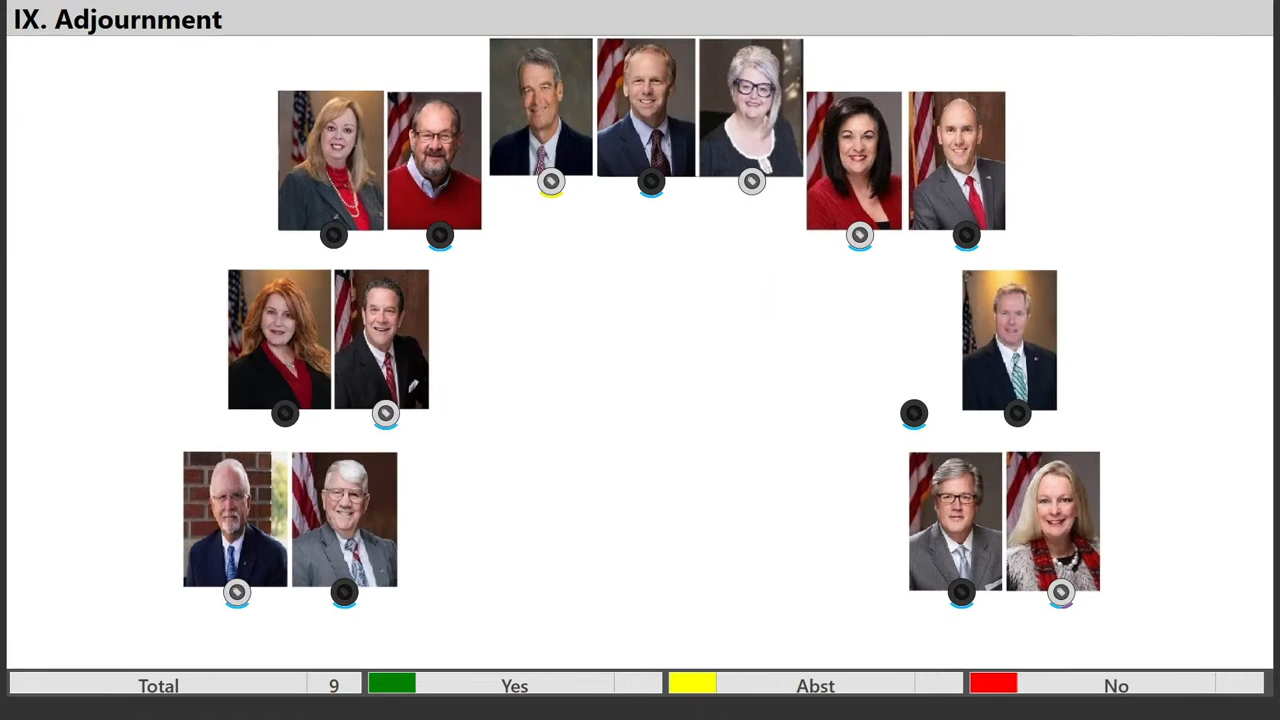 IX. Adjournment
Total 9 Yes Abst No